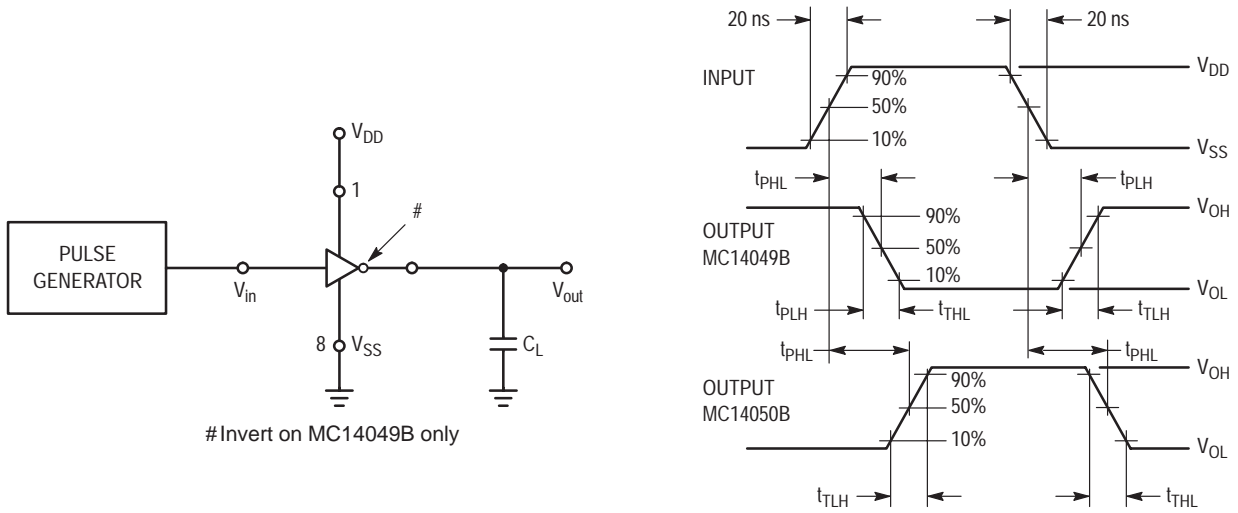 PULSE
GENERATOR
V_in
V_DD
1
#
8 V_SS
C_L
V_out
#Invert on MC14049B only
20 ns
20 ns
INPUT
90%
50%
10%
V_DD
V_SS
t_PHL
t_PLH
OUTPUT
MC14049B
90%
50%
10%
V_OH
V_OL
t_PLH
t_THL
t_TLH
t_PHL
t_PHL
OUTPUT
MC14050B
90%
50%
10%
V_OH
V_OL
t_TLH
t_THL